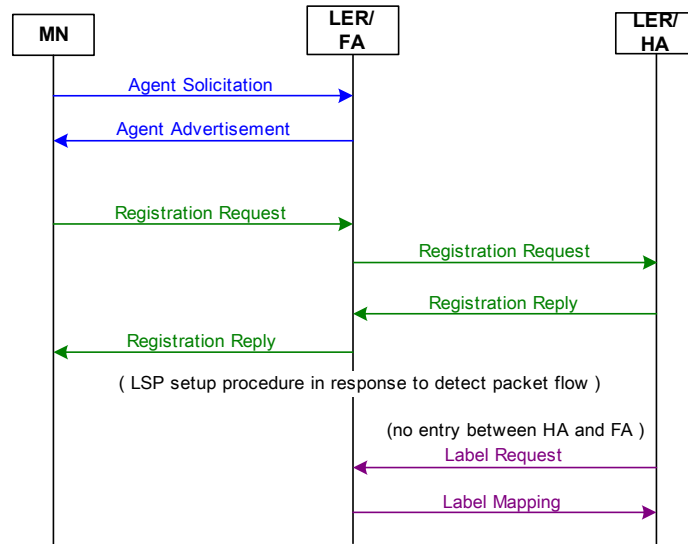 MN
LER/
FA
LER/
HA
Agent Solicitation
Agent Advertisement
Registration Request
Registration Request
Registration Reply
Registration Reply
( LSP setup procedure in response to detect packet flow )
(no entry between HA and FA )
Label Request
Label Mapping